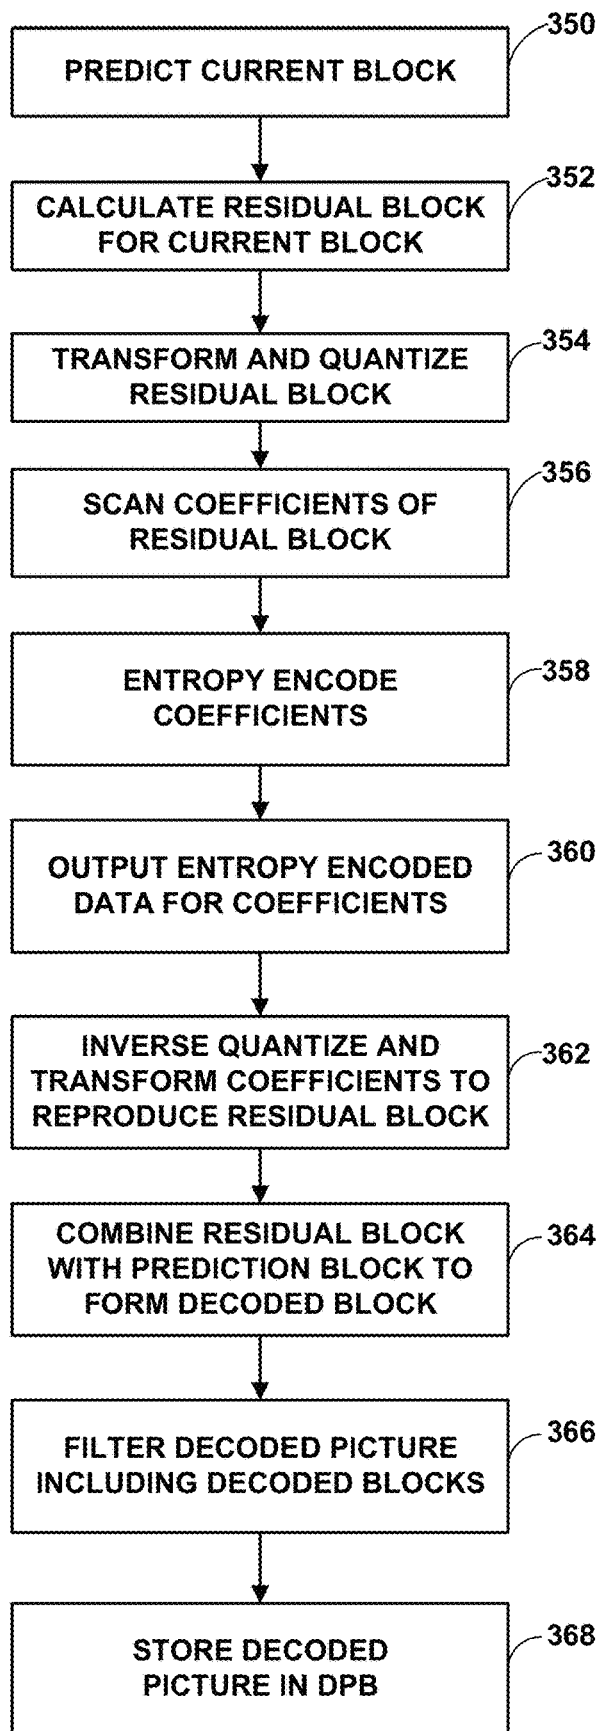 350
PREDICT CURRENT BLOCK
352
CALCULATE RESIDUAL BLOCK
FOR CURRENT BLOCK
354
TRANSFORM AND QUANTIZE
RESIDUAL BLOCK
356
SCAN COEFFICIENTS OF
RESIDUAL BLOCK
358
ENTROPY ENCODE
COEFFICIENTS
360
OUTPUT ENTROPY ENCODED
DATA FOR COEFFICIENTS
362
INVERSE QUANTIZE AND
TRANSFORM COEFFICIENTS TO
REPRODUCE RESIDUAL BLOCK
364
COMBINE RESIDUAL BLOCK
WITH PREDICTION BLOCK TO
FORM DECODED BLOCK
366
FILTER DECODED PICTURE
INCLUDING DECODED BLOCKS
368
STORE DECODED
PICTURE IN DPB